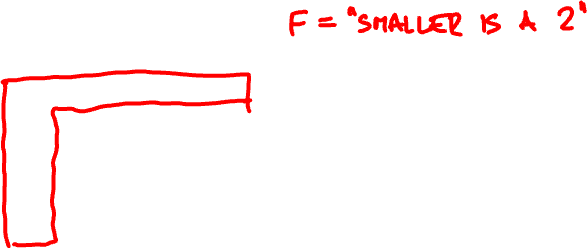 F = "SMALLER IS A 2"